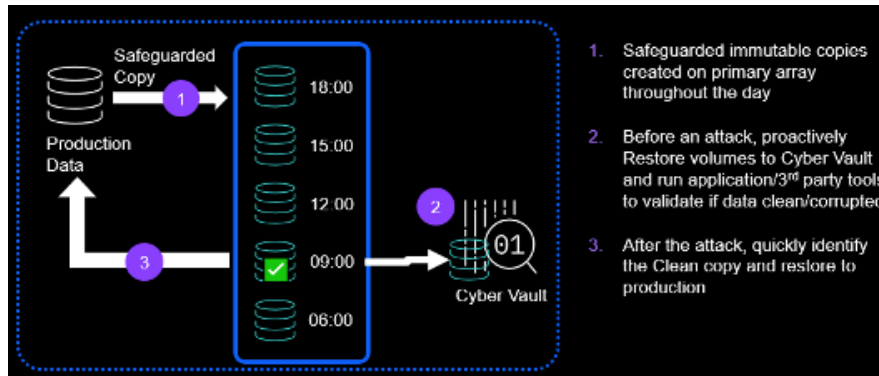 Safeguarded
Copy
1
Production
Data
18:00
15:00
12:00
09:00
06:00
2
01
Cyber Vault
3
1. Safeguarded immutable copies
created on primary array
throughout the day
2. Before an attack, proactively
Restore volumes to Cyber Vault
and run application/3rd party tools
to validate if data clean/corrupted
3. After the attack, quickly identify
the Clean copy and restore to
production